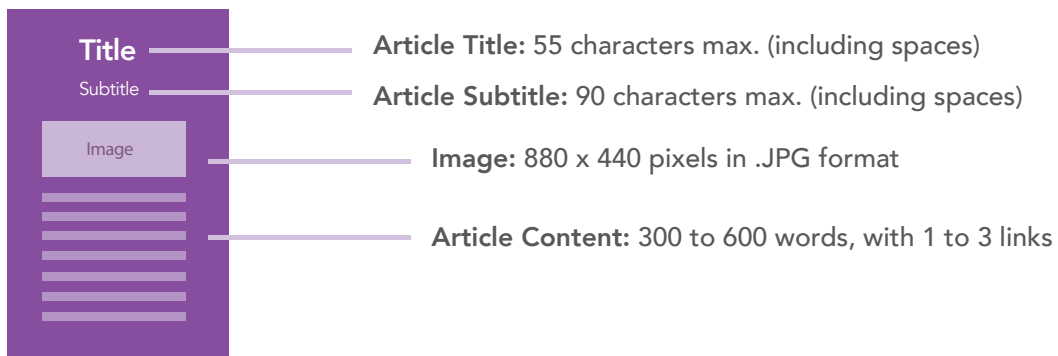 Title
Article Title: 55 characters max. (including spaces)
Subtitle
Article Subtitle: 90 characters max. (including spaces)
Image
Image: 880 x 440 pixels in .JPG format
Article Content: 300 to 600 words, with 1 to 3 links